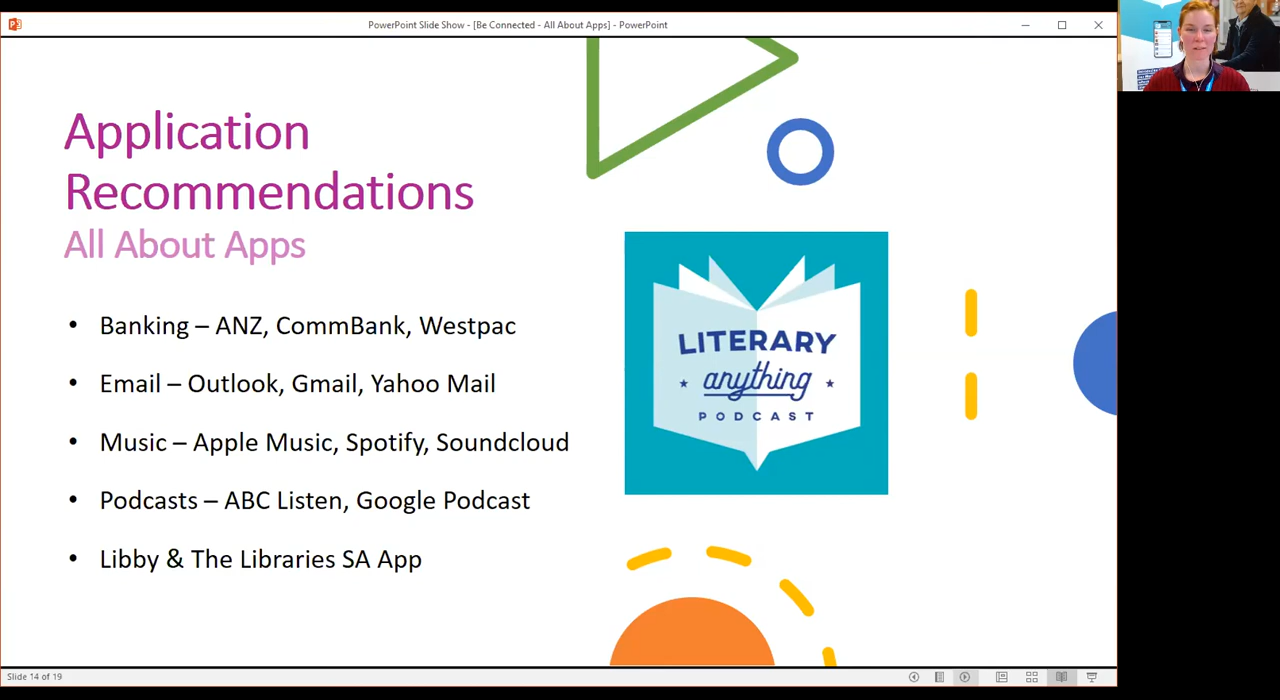 PowerPoint Slide Show - [Be Connected - All About Apps] - PowerPoint
Application
Recommendations
All About Apps
• Banking – ANZ, CommBank, Westpac
• Email – Outlook, Gmail, Yahoo Mail
• Music – Apple Music, Spotify, Soundcloud
• Podcasts – ABC Listen, Google Podcast
• Libby & The Libraries SA App
LITERARY
anything
PODCAST
Slide 14 of 19